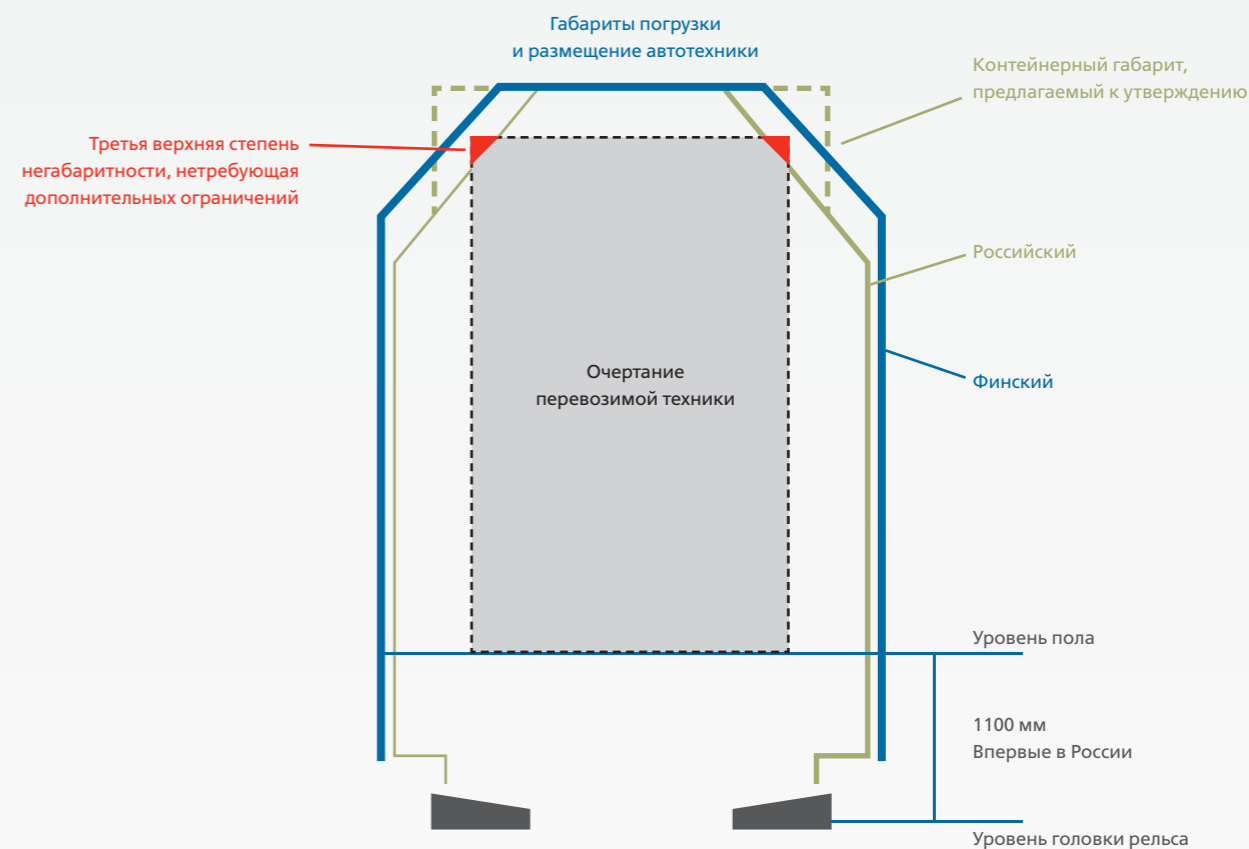 Габариты погрузки
и размещение автотехники
Контейнерный габарит,
предлагаемый к утверждению
Третья верхняя степень
негабаритности, нетребующая
дополнительных ограничений
Российский
Очертание
перевозимой техники
Финский
Уровень пола
1100 мм
Впервые в России
Уровень головки рельса